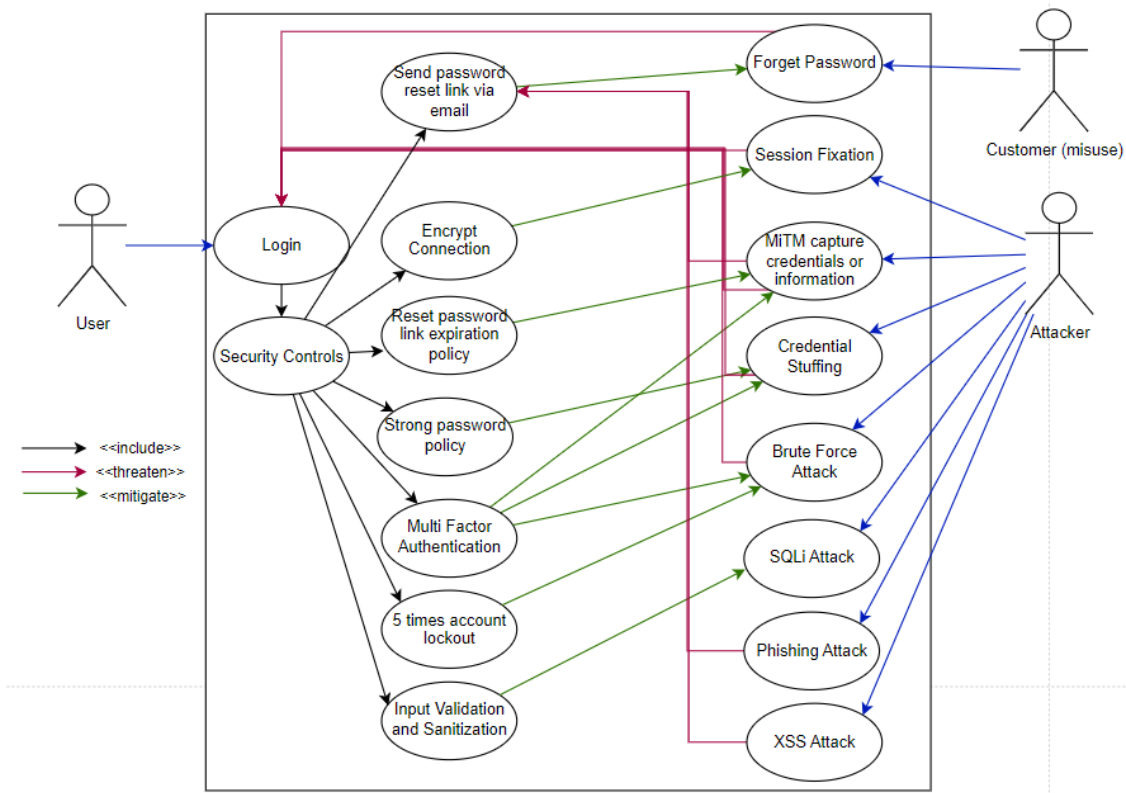 Forget Password
Send password
reset link via
email
Customer (misuse)
Session Fixation
Login
Encrypt
Connection
MiTM capture
credentials or
information
User
Attacker
Reset password
link expiration
policy
Security Controls
Credential
Stuffing
Strong password
policy
<<include>>
<<threaten>>
<<mitigate>>
Brute Force
Attack
Multi Factor
Authentication
SQLi Attack
5 times account
lockout
Phishing Attack
Input Validation
and Sanitization
XSS Attack